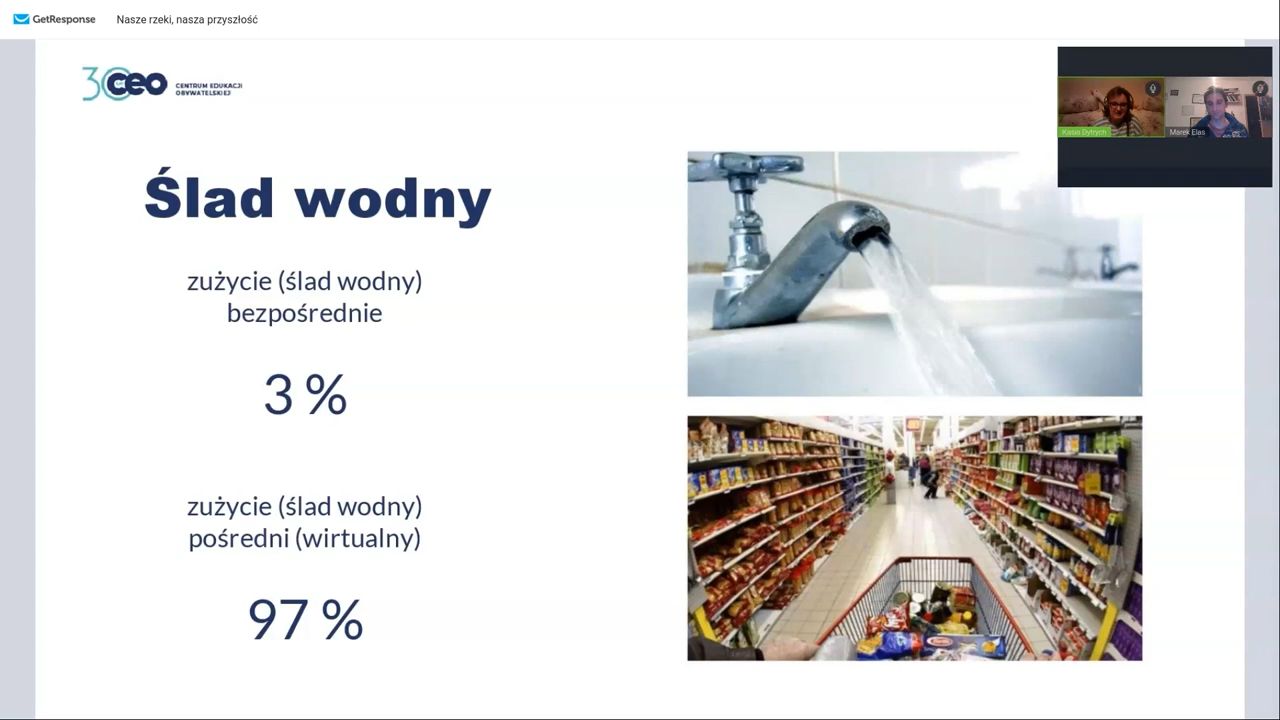 GetResponse
Nasze rzeki, nasza przyszłość
30 ceo
CENTRUM EDUKACJI
OBYWATELSKIEJ
Kasia Dytrych
Marek Elas
Ślad wodny
zużycie (ślad wodny)
bezpośrednie
3 %
zużycie (ślad wodny)
pośredni (wirtualny)
97 %